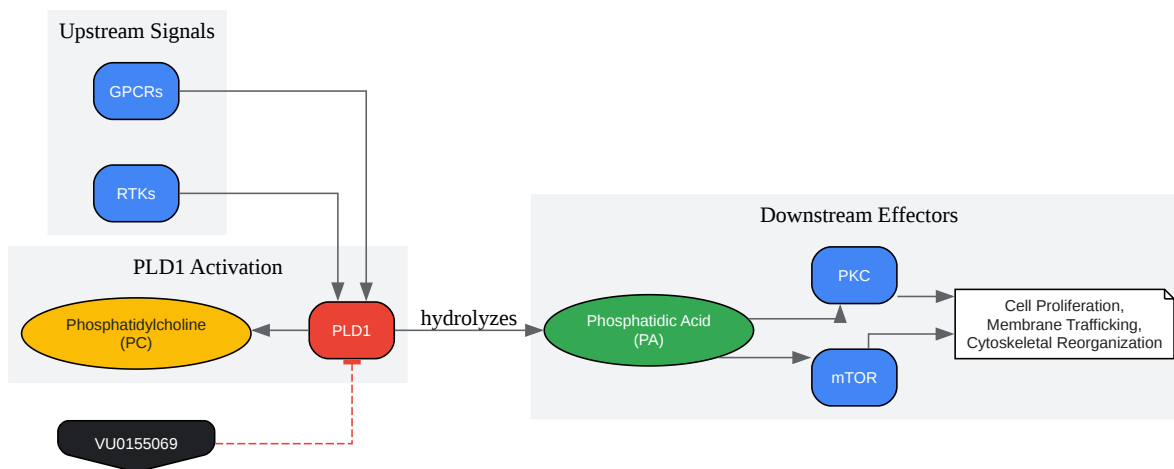 Upstream Signals
GPCRs
RTKs
PLD1 Activation
Phosphatidylcholine
(PC)
PLD1
hydrolyzes
VU0155069
Downstream Effectors
Phosphatidic Acid
(PA)
PKC
mTOR
Cell Proliferation,
Membrane Trafficking,
Cytoskeletal Reorganization